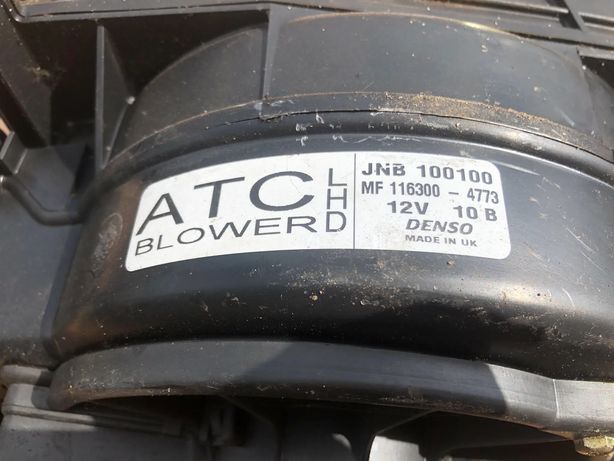 ATC
BLOWER
LHD
JNB 100100
MF 116300 - 4773
12V 10 B
DENSO
MADE IN UK